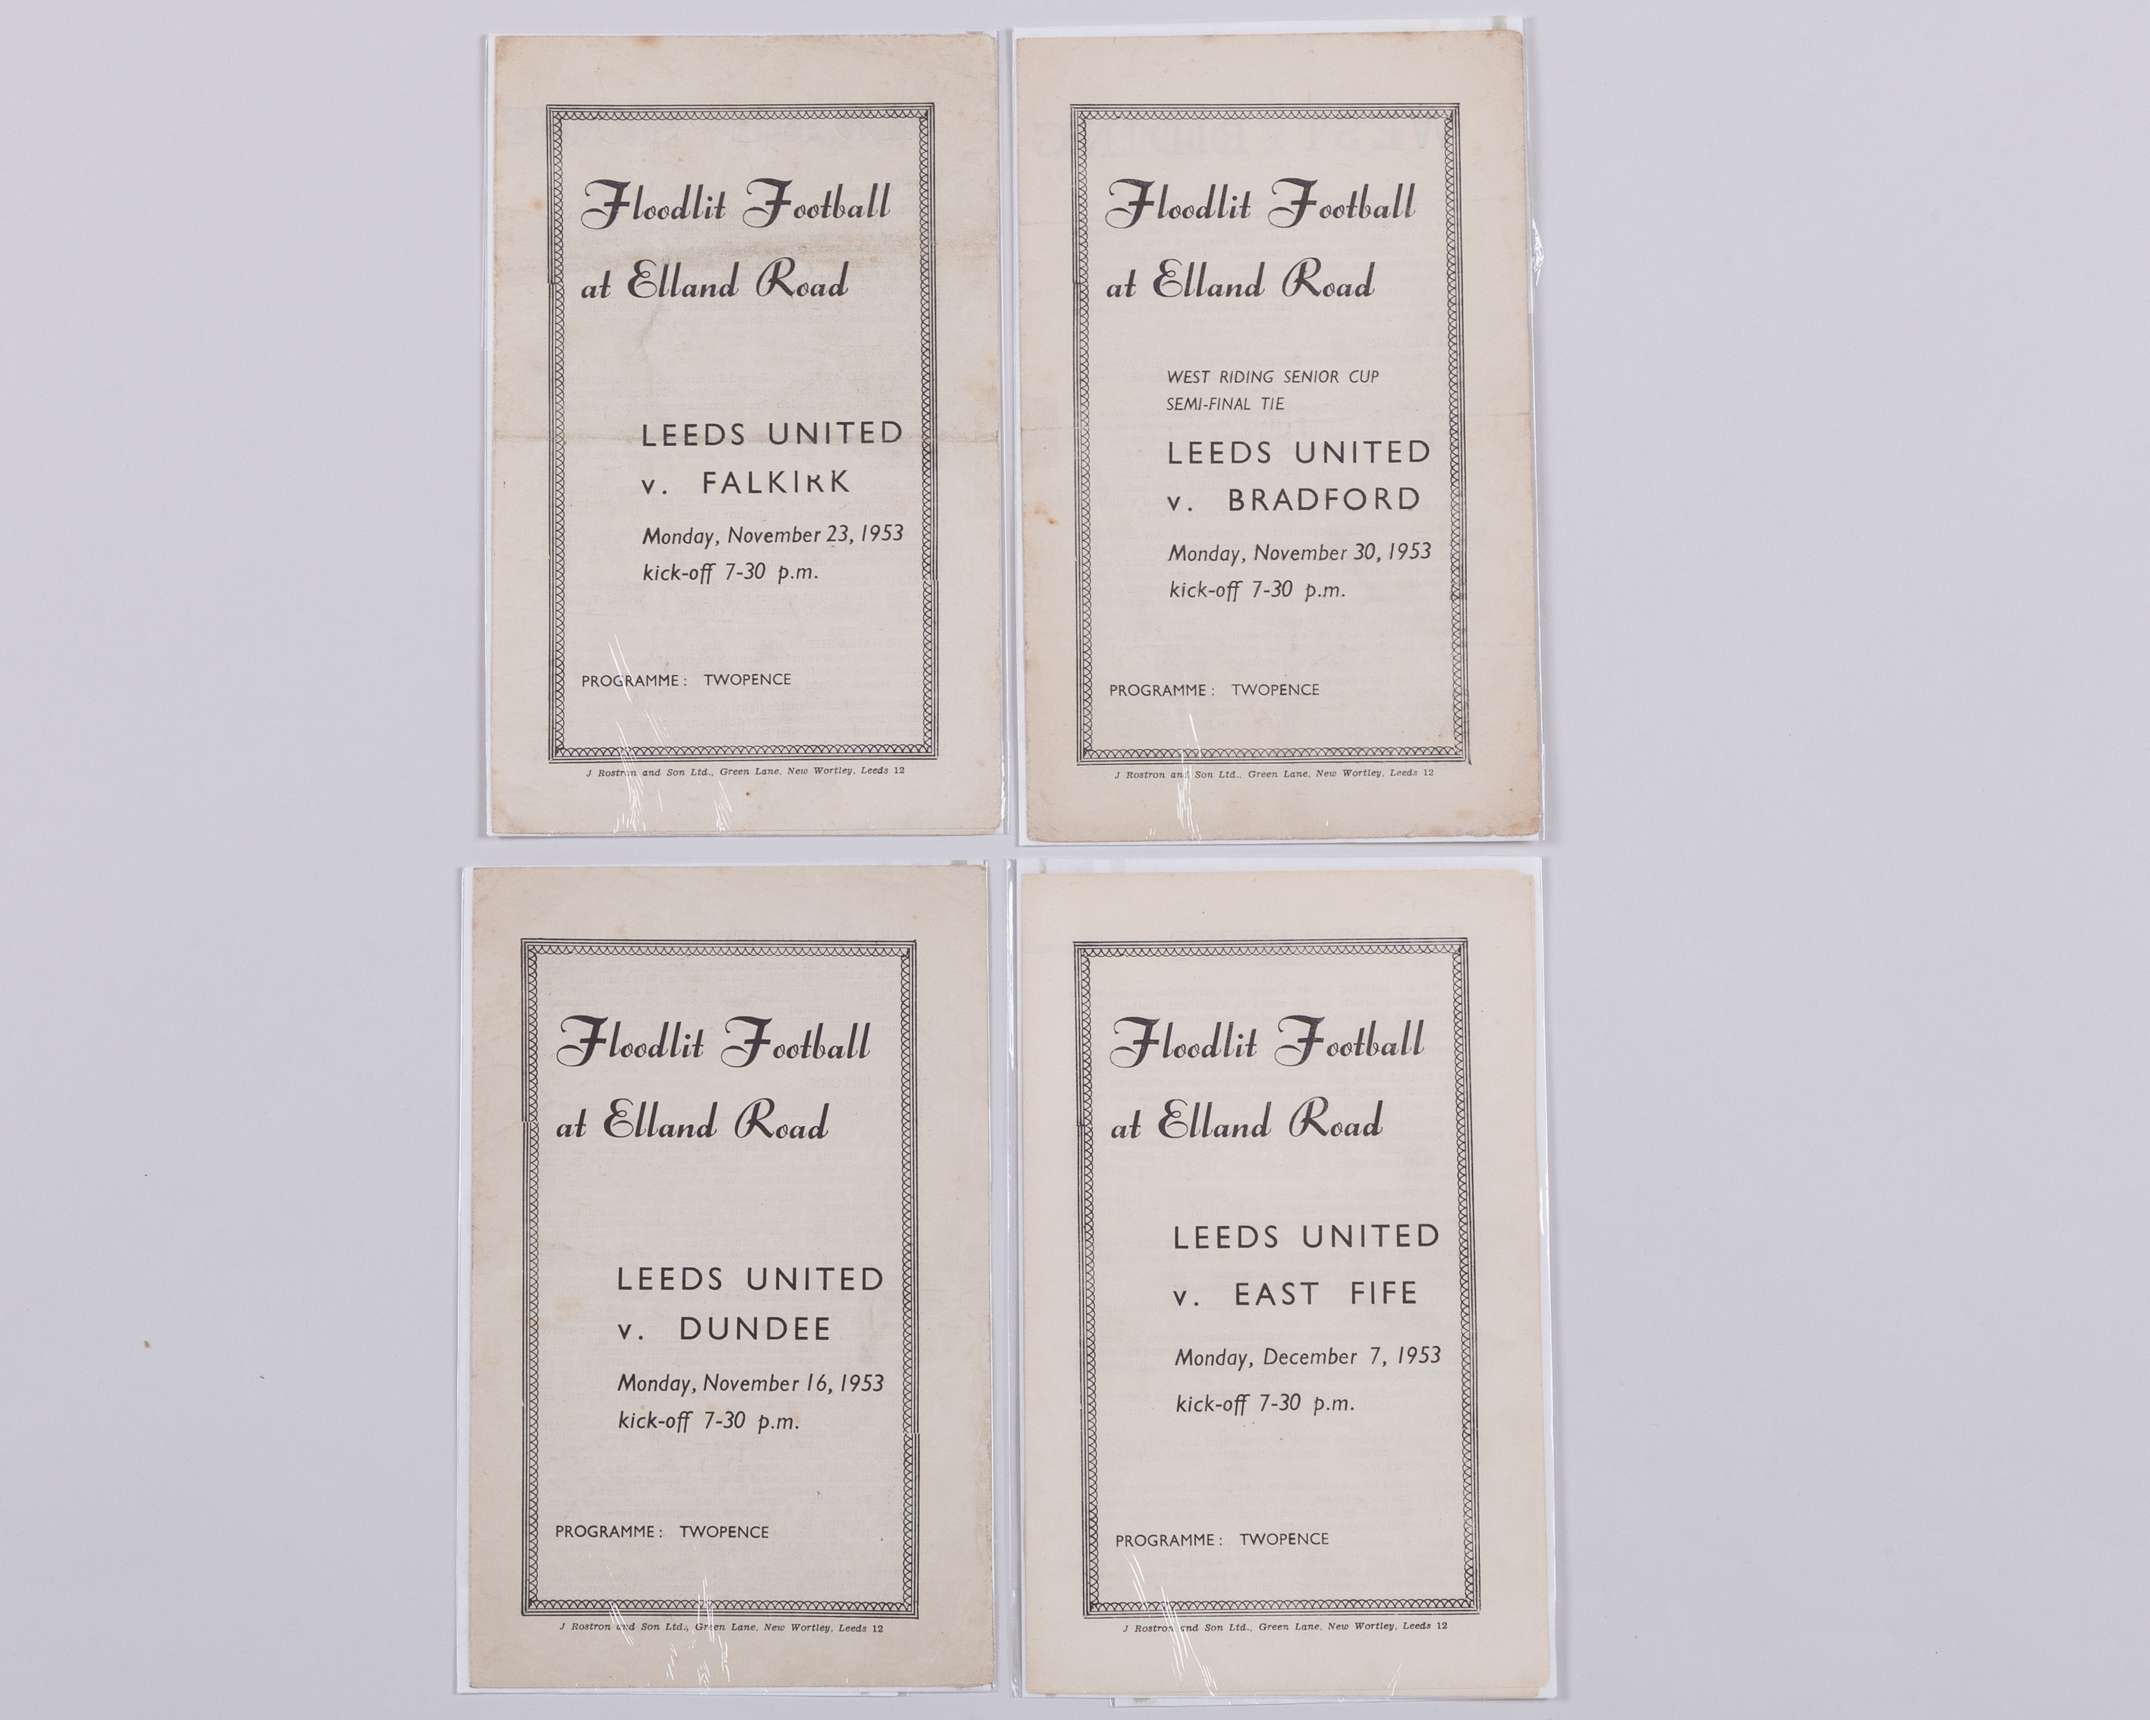 Floodlit Football
at Elland Road
LEEDS UNITED
v. FALKIRK
Monday, November 23, 1953
kick-off 7-30 p.m.
PROGRAMME: TWOPENCE
J Rostron and Son Ltd., Green Lane, New Wortley, Leeds 12
Floodlit Football
at Elland Road
WEST RIDING SENIOR CUP
SEMI-FINAL TIE
LEEDS UNITED
v. BRADFORD
Monday, November 30, 1953
kick-off 7-30 p.m.
PROGRAMME: TWOPENCE
J Rostron and Son Ltd., Green Lane, New Wortley, Leeds 12
Floodlit Football
at Elland Road
LEEDS UNITED
v. DUNDEE
Monday, November 16, 1953
kick-off 7-30 p.m.
PROGRAMME: TWOPENCE
J Rostron and Son Ltd., Green Lane, New Wortley, Leeds 12
Floodlit Football
at Elland Road
LEEDS UNITED
v. EAST FIFE
Monday, December 7, 1953
kick-off 7-30 p.m.
PROGRAMME: TWOPENCE
J Rostron and Son Ltd., Green Lane, New Wortley, Leeds 12